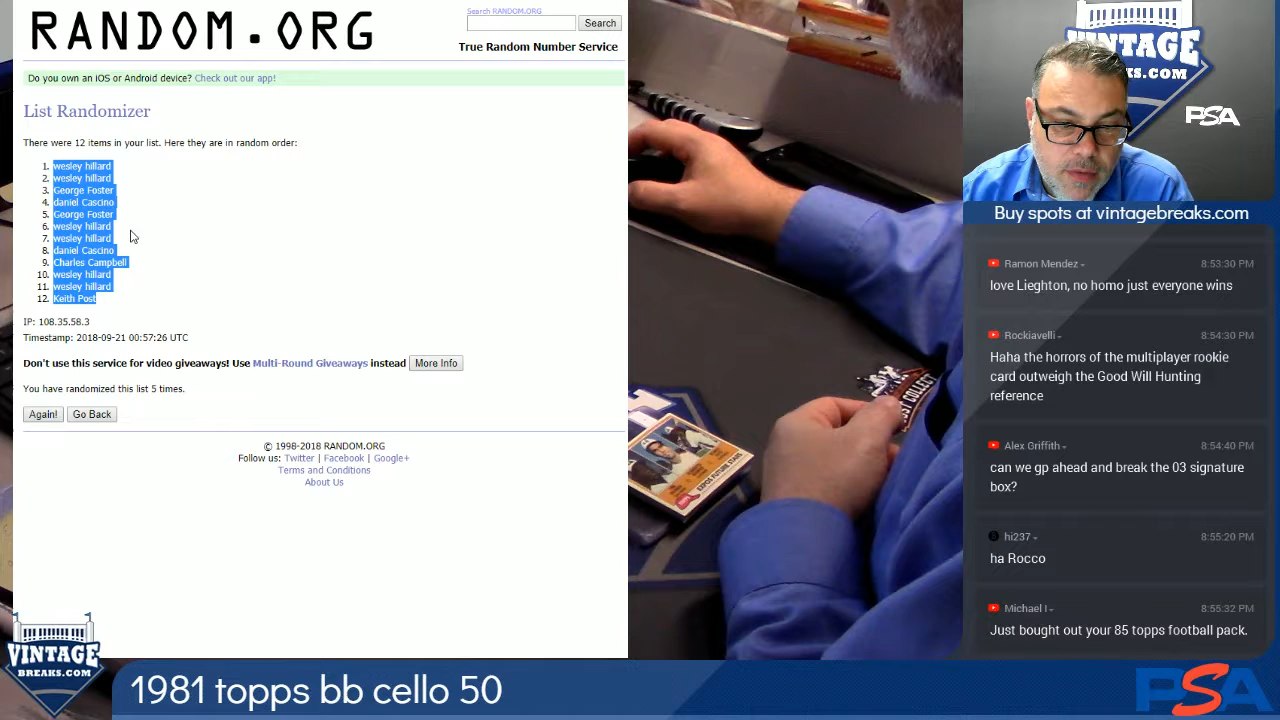 RANDOM.ORG
Search RANDOM.ORG
Search
True Random Number Service
Do you own an iOS or Android device? Check out our app!
List Randomizer
There were 12 items in your list. Here they are in random order:
1. wesley hillard
2. wesley hillard
3. George Foster
4. daniel Cascino
5. George Foster
6. wesley hillard
7. wesley hillard
8. daniel Cascino
9. Charles Campbell
10. wesley hillard
11. wesley hillard
12. Keith Post
IP: 108.35.58.3
Timestamp: 2018-09-21 00:57:26 UTC
Don't use this service for video giveaways! Use Multi-Round Giveaways instead
More Info
You have randomized this list 5 times.
Again!
Go Back
© 1998-2018 RANDOM.ORG
Follow us: Twitter | Facebook | Google+
Terms and Conditions
About Us
JUST COLLECT
EXPOS FUTURE STARS
VINTAGE
KS.COM
PSA
Buy spots at vintagebreaks.com
Ramon Mendez
8:53:30 PM
love Lieghton, no homo just everyone wins
Rockiavelli
8:54:30 PM
Haha the horrors of the multiplayer rookie
card outweigh the Good Will Hunting
reference
Alex Griffith
8:54:40 PM
can we gp ahead and break the 03 signature
box?
hi237
8:55:20 PM
ha Rocco
Michael I
8:55:32 PM
Just bought out your 85 topps football pack.
VINTAGE
BREAKS.COM
1981 topps bb cello 50
PSA